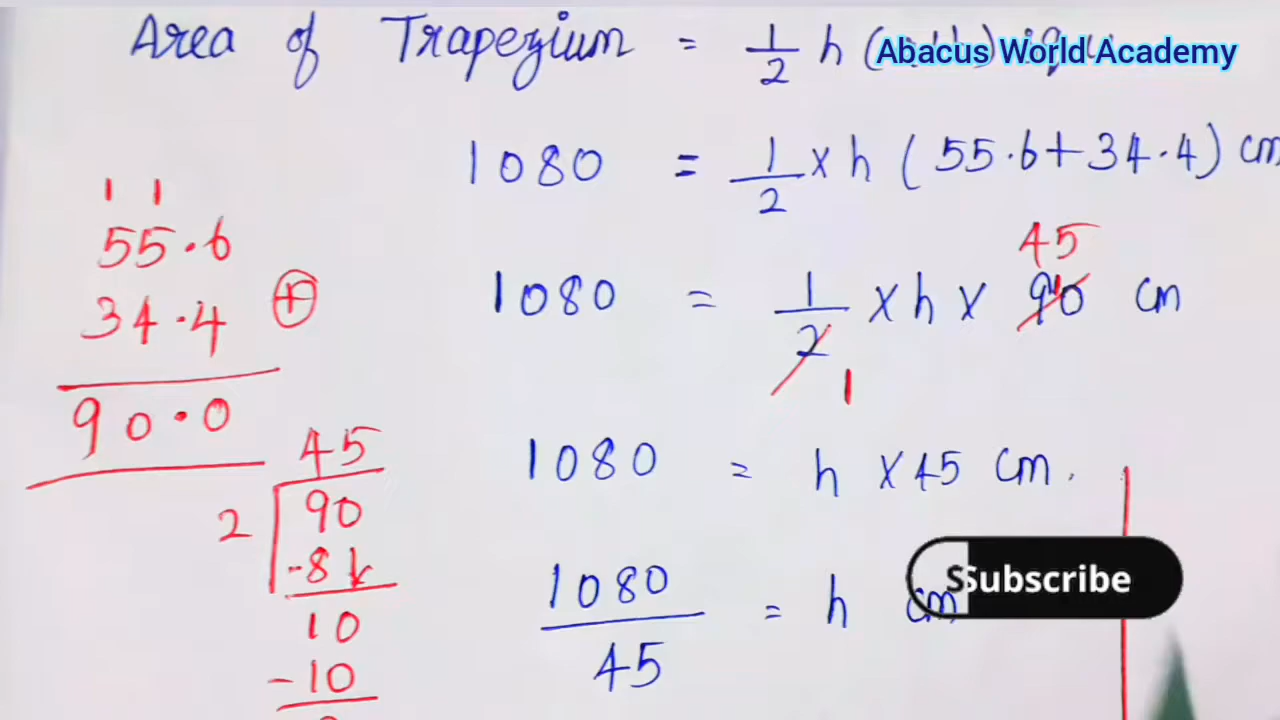 Area of Trapezium = 1/2 h (
Abacus World Academy
1080 = 1/2 x h (55.6+34.4) cm
1 1
55.6
34.4 +
90.0
45
1080 = 1/2 x h x 90 cm
1
45
2 90
-8
10
-10
1080 = h x 45 cm.
1080/45 = h cm
Subscribe